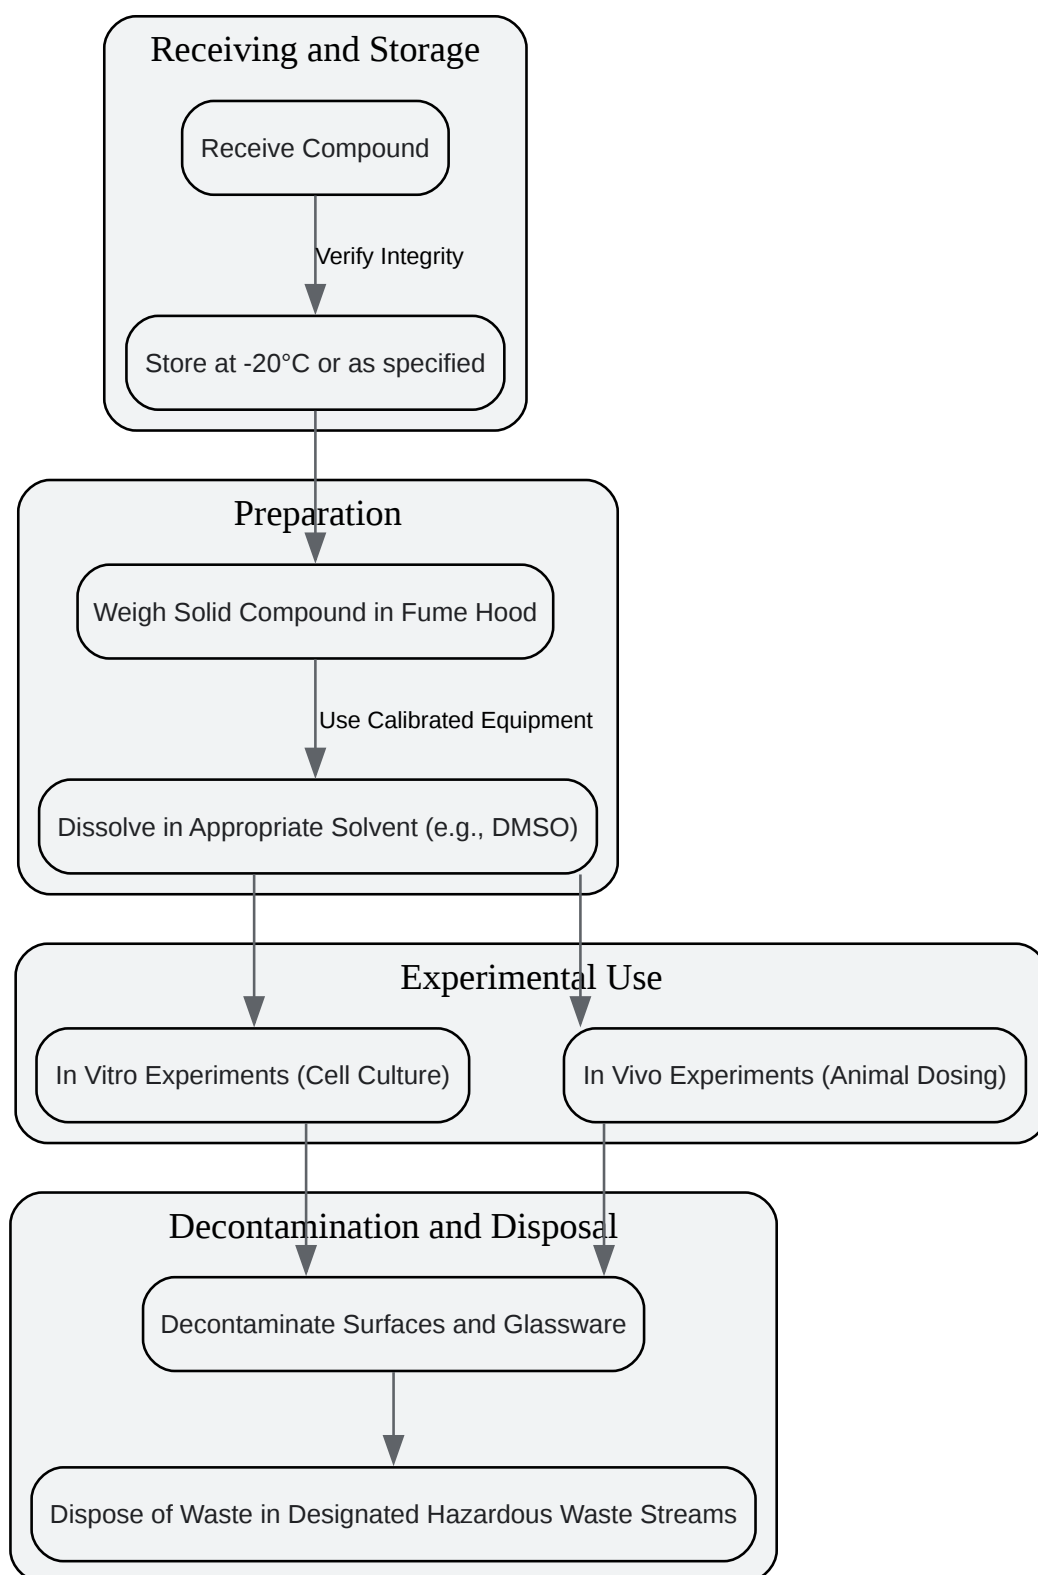 Receiving and Storage
Receive Compound
Verify Integrity
Store at -20°C or as specified
Preparation
Weigh Solid Compound in Fume Hood
Use Calibrated Equipment
Dissolve in Appropriate Solvent (e.g., DMSO)
Experimental Use
In Vitro Experiments (Cell Culture)
In Vivo Experiments (Animal Dosing)
Decontamination and Disposal
Decontaminate Surfaces and Glassware
Dispose of Waste in Designated Hazardous Waste Streams